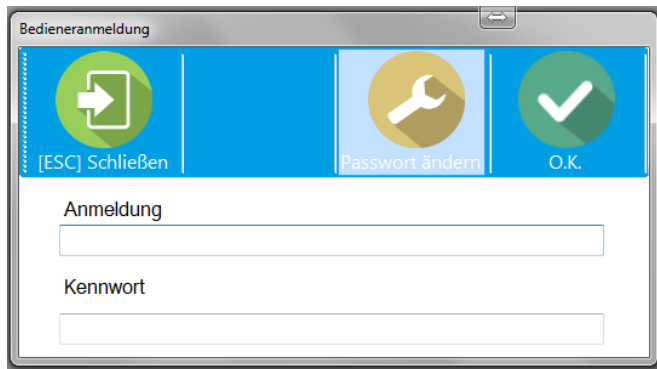 Bedieneranmeldung
[ESC] Schließen
Passwort ändern
O.K.
Anmeldung
Kennwort